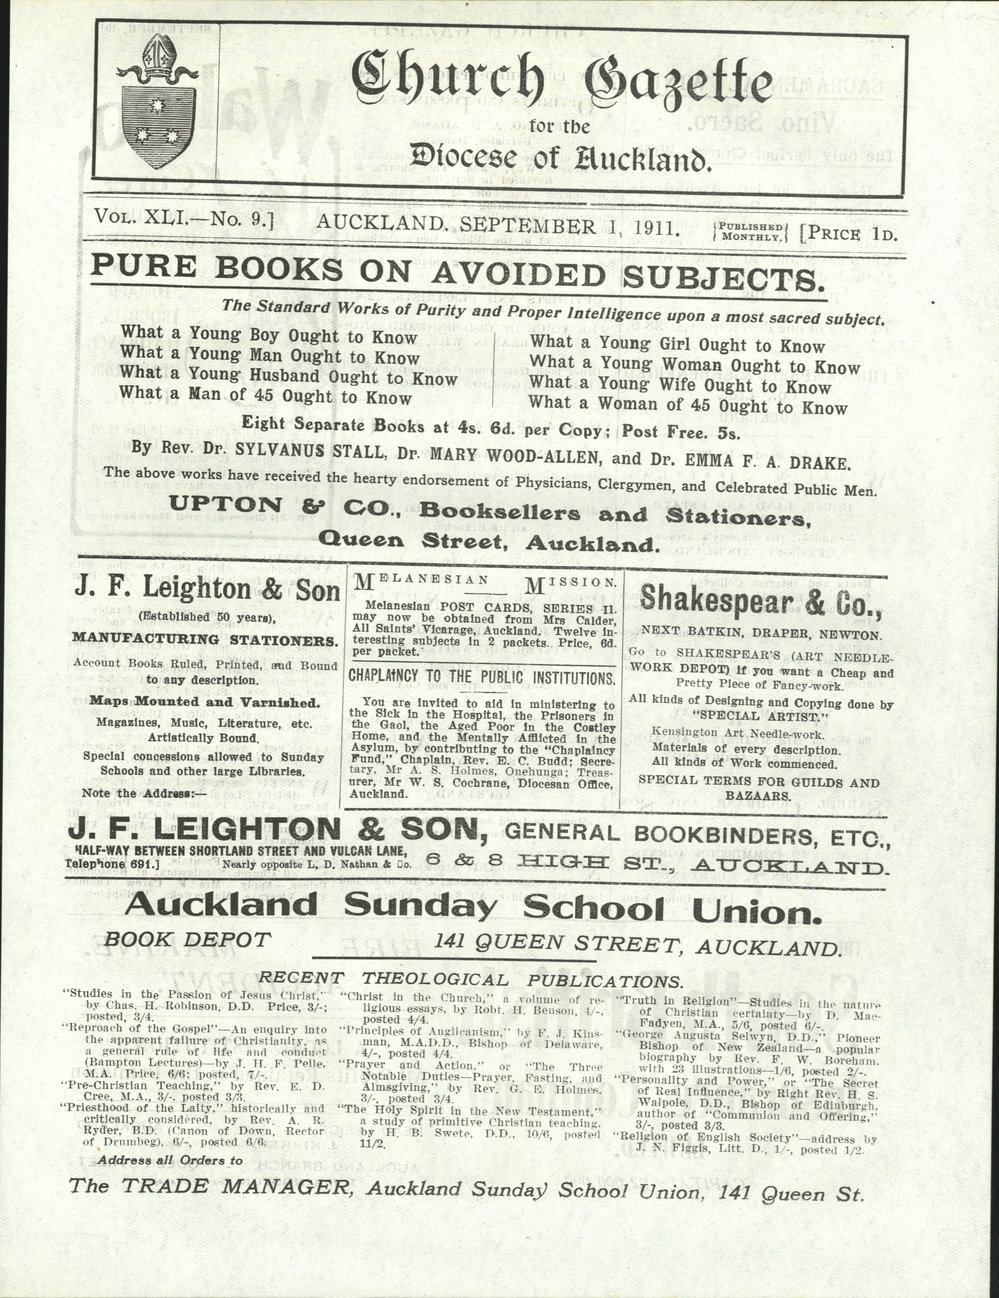 Church Gazette
for the
Diocese of Auckland.
VOL. XLI.—No. 9.] AUCKLAND, SEPTEMBER 1, 1911. {PUBLISHED MONTHLY.} [PRICE 1D.
PURE BOOKS ON AVOIDED SUBJECTS.
The Standard Works of Purity and Proper Intelligence upon a most sacred subject.
What a Young Boy Ought to Know
What a Young Man Ought to Know
What a Young Husband Ought to Know
What a Man of 45 Ought to Know
What a Young Girl Ought to Know
What a Young Woman Ought to Know
What a Young Wife Ought to Know
What a Woman of 45 Ought to Know
Eight Separate Books at 4s. 6d. per Copy; Post Free. 5s.
By Rev. Dr. SYLVANUS STALL, Dr. MARY WOOD-ALLEN, and Dr. EMMA F. A. DRAKE.
The above works have received the hearty endorsement of Physicians, Clergymen, and Celebrated Public Men.
UPTON & CO., Booksellers and Stationers,
Queen Street, Auckland.
J. F. Leighton & Son
(Established 50 years),
MANUFACTURING STATIONERS.
Account Books Ruled, Printed, and Bound
to any description.
Maps Mounted and Varnished.
Magazines, Music, Literature, etc.
Artistically Bound.
Special concessions allowed to Sunday
Schools and other large Libraries.
Note the Address:—
MELANESIAN MISSION.
Melanesian POST CARDS, SERIES II.
may now be obtained from Mrs Calder,
All Saints' Vicarage, Auckland. Twelve in-
teresting subjects in 2 packets. Price, 6d.
per packet.
CHAPLAINCY TO THE PUBLIC INSTITUTIONS.
You are invited to aid in ministering to
the Sick in the Hospital, the Prisoners in
the Gaol, the Aged Poor in the Costley
Home, and the Mentally Afflicted in the
Asylum, by contributing to the "Chaplaincy
Fund," Chaplain, Rev. E. C. Budd; Secre-
tary, Mr A. S. Holmes, Onehunga; Treas-
urer, Mr W. S. Cochrane, Diocesan Office,
Auckland.
Shakespear & Co.,
NEXT BATKIN, DRAPER, NEWTON.
Go to SHAKESPEAR'S (ART NEEDLE-
WORK DEPOT) if you want a Cheap and
Pretty Piece of Fancy-work.
All kinds of Designing and Copying done by
"SPECIAL ARTIST."
Kensington Art Needle-work.
Materials of every description.
All kinds of Work commenced.
SPECIAL TERMS FOR GUILDS AND
BAZAARS.
J. F. LEIGHTON & SON, GENERAL BOOKBINDERS, ETC.,
HALF-WAY BETWEEN SHORTLAND STREET AND VULCAN LANE,
Telephone 691.] Nearly opposite L. D. Nathan & Co.
6 & 8 HIGH ST., AUCKLAND.
Auckland Sunday School Union.
BOOK DEPOT 141 QUEEN STREET, AUCKLAND.
RECENT THEOLOGICAL PUBLICATIONS.
"Studies in the Passion of Jesus Christ,"
by Chas. H. Robinson, D.D. Price, 3/-;
posted, 3/4.
"Reproach of the Gospel"—An enquiry into
the apparent failure of Christianity, as
a general rule of life and conduct
(Bampton Lectures)—by J. H. F. Peile,
M.A. Price, 6/6; posted, 7/-.
"Pre-Christian Teaching," by Rev. E. D.
Cree, M.A., 3/-, posted 3/3.
"Priesthood of the Laity," historically and
critically considered, by Rev. A. R.
Ryder, B.D. (Canon of Down, Rector
of Drumbeg), 6/-, posted 6/6.
"Christ in the Church," a volume of re-
ligious essays, by Robt. H. Benson, 4/-,
posted 4/4.
"Principles of Anglicanism," by F. J. Kins-
man, M.A.D.D., Bishop of Delaware,
4/-, posted 4/4.
"Prayer and Action," or "The Three
Notable Duties—Prayer, Fasting, and
Almsgiving," by Rev. G. E. Holmes,
3/-, posted 3/4.
"The Holy Spirit in the New Testament,"
a study of primitive Christian teaching,
by H. B. Swete, D.D., 10/6, posted
11/2.
"Truth in Religion"—Studies in the nature
of Christian certainty—by D. Mac-
Fadyen, M.A., 5/6, posted 6/-.
"George Augusta Selwyn, D.D.," Pioneer
Bishop of New Zealand—a popular
biography by Rev. F. W. Boreham,
with 23 illustrations—1/6, posted 2/-.
"Personality and Power," or "The Secret
of Real Influence," by Right Rev. H. S.
Walpole, D.D., Bishop of Edinburgh,
author of "Communion and Offering,"
3/-, posted 3/3.
"Religion of English Society"—address by
J. N. Figgis, Litt. D., 1/-, posted 1/2.
Address all Orders to
The TRADE MANAGER, Auckland Sunday School Union, 141 Queen St.